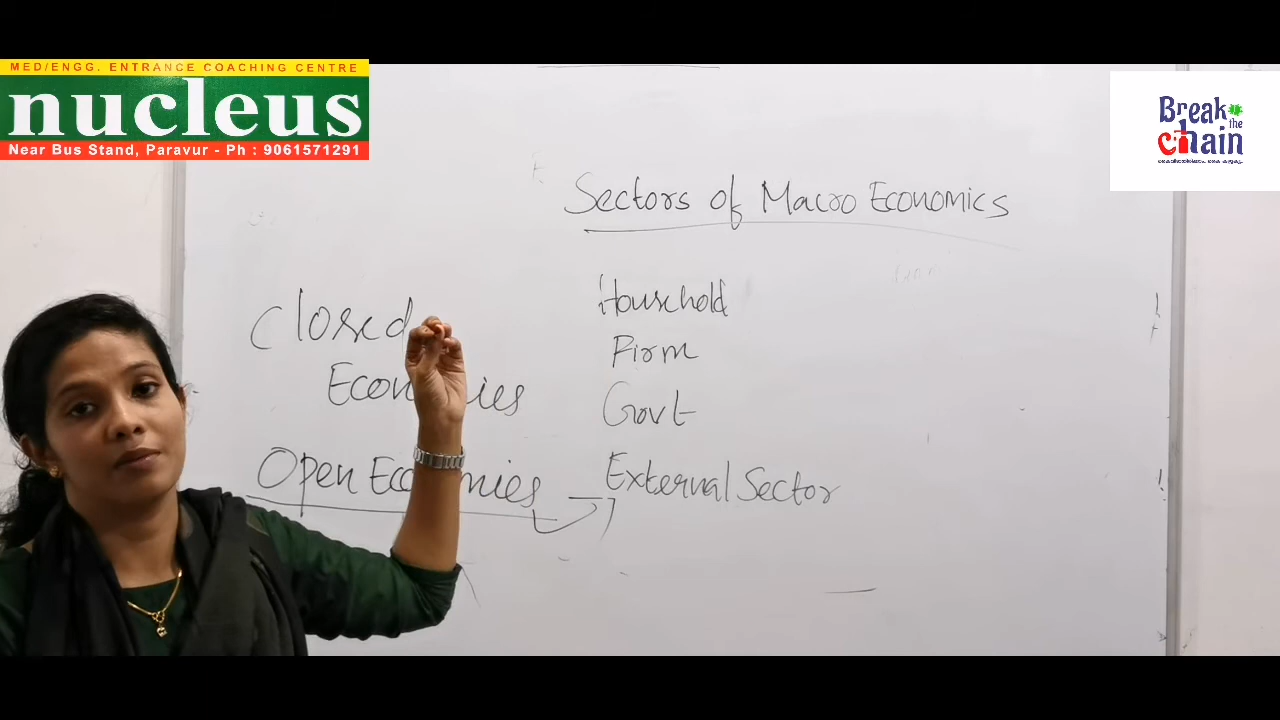 MED/ENGG. ENTRANCE COACHING CENTRE
nucleus
Near Bus Stand, Paravur - Ph : 9061571291
Break
the
chain
Sectors of Macro Economics
Household
Firm
Govt
External Sector
Closed
Economies
Open Economies